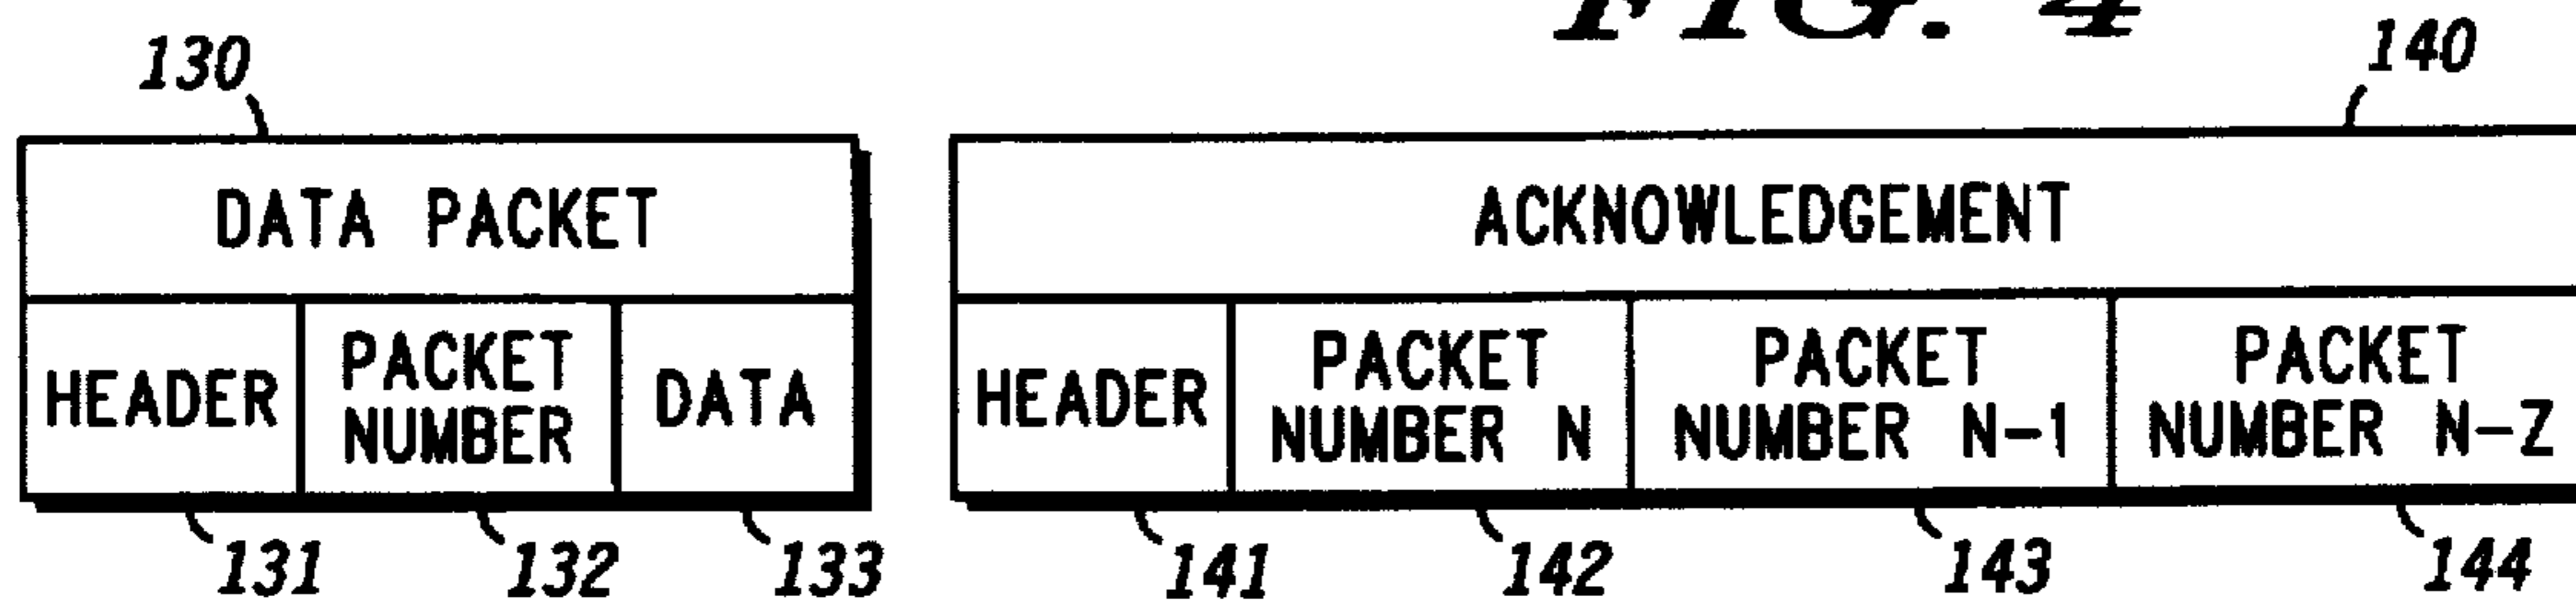 FIG. 4
130
140
DATA PACKET
ACKNOWLEDGEMENT
HEADER
PACKET
NUMBER
DATA
HEADER
PACKET
NUMBER N
PACKET
NUMBER N-1
PACKET
NUMBER N-Z
131
132
133
141
142
143
144